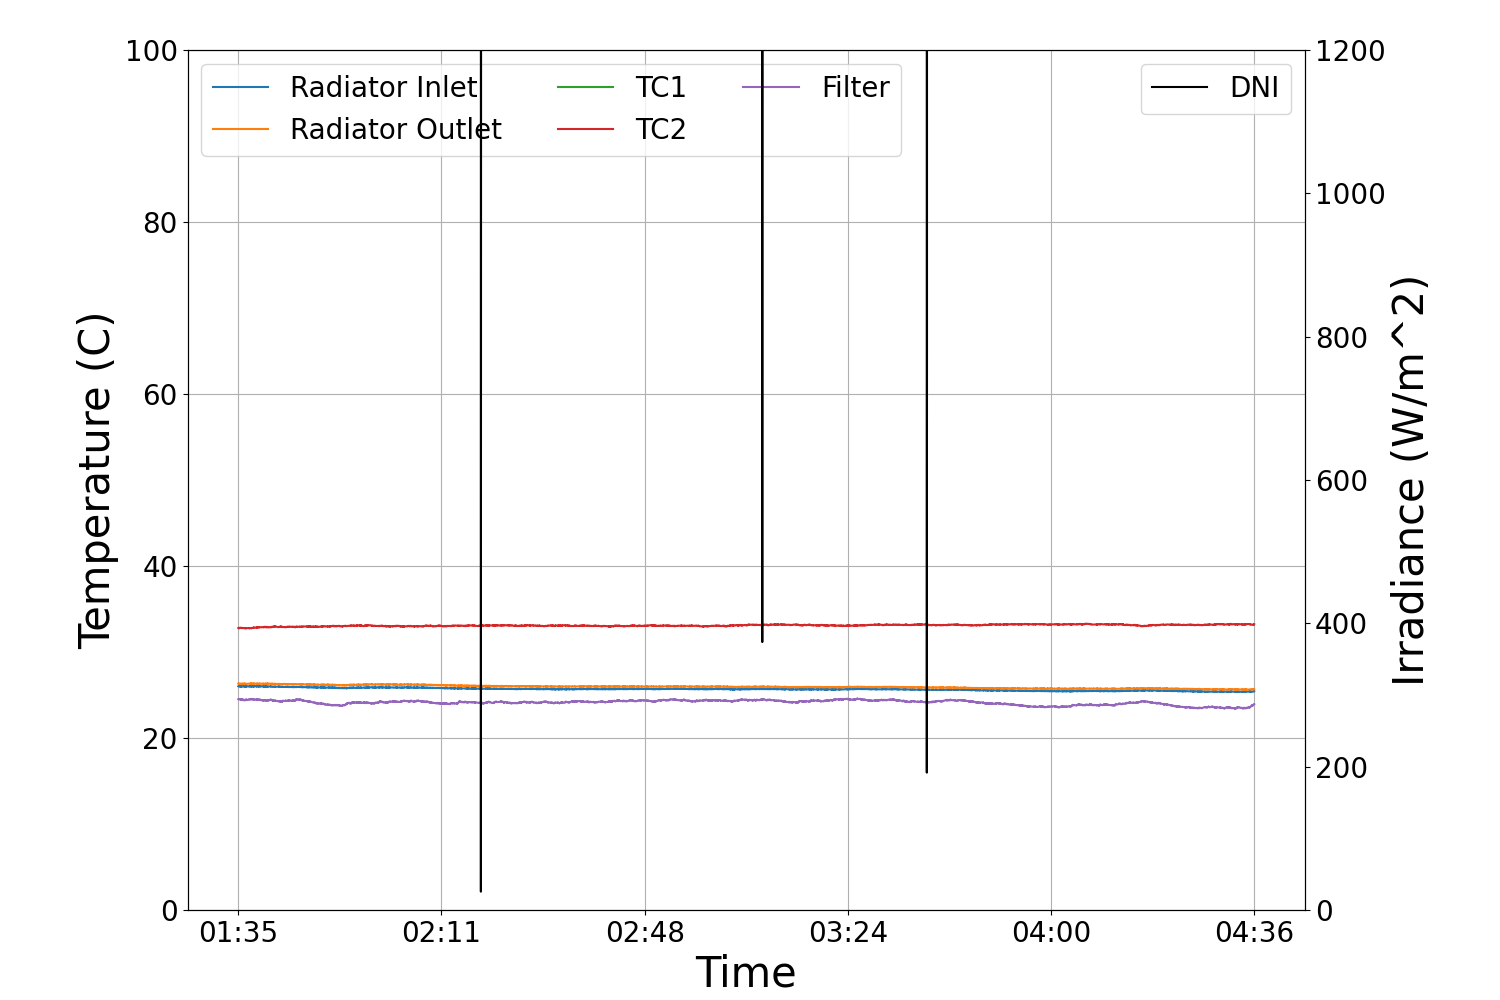 Radiator Inlet
Radiator Outlet
TC1
TC2
Filter
DNI
100
80
60
40
20
0
Temperature (C)
1200
1000
800
600
400
200
0
Irradiance (W/m^2)
01:35
02:11
02:48
03:24
04:00
04:36
Time